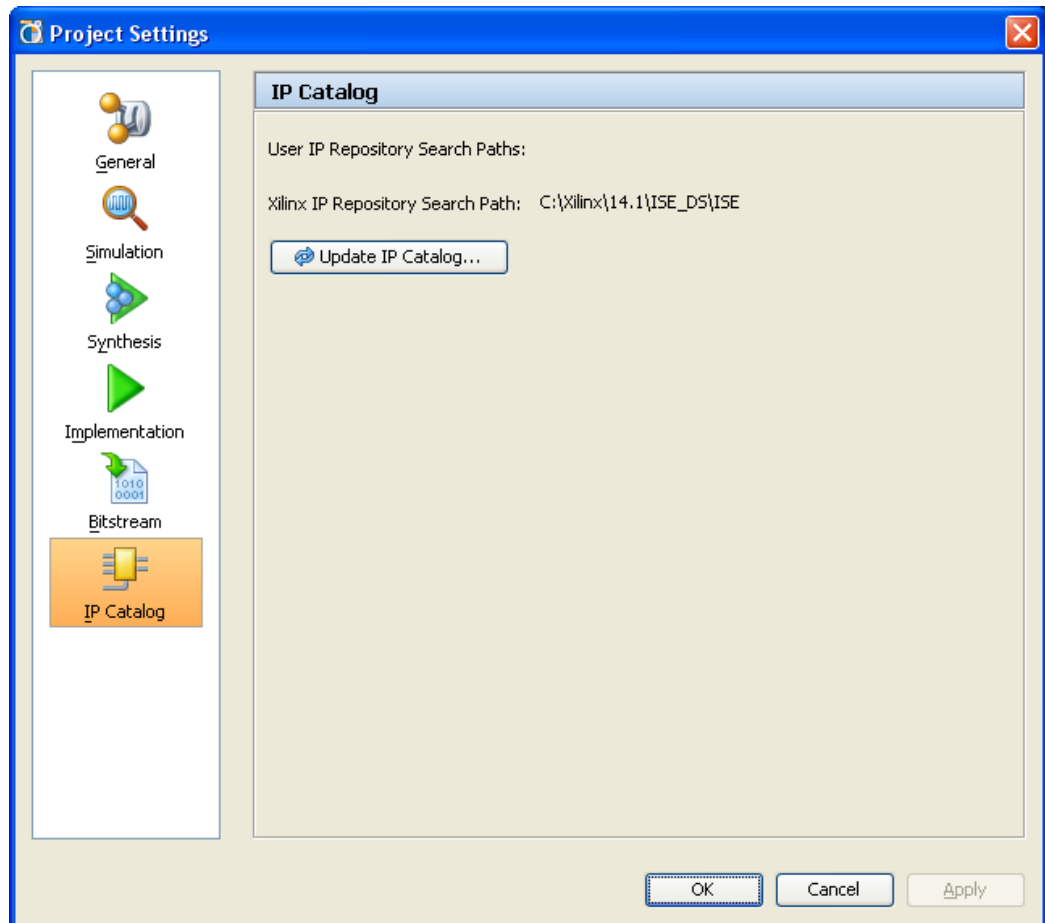 Project Settings
General
Simulation
Synthesis
Implementation
1010
0001
Bitstream
IP Catalog
IP Catalog
User IP Repository Search Paths:
Xilinx IP Repository Search Path: C:\Xilinx\14.1\ISE_DS\ISE
Update IP Catalog...
OK
Cancel
Apply